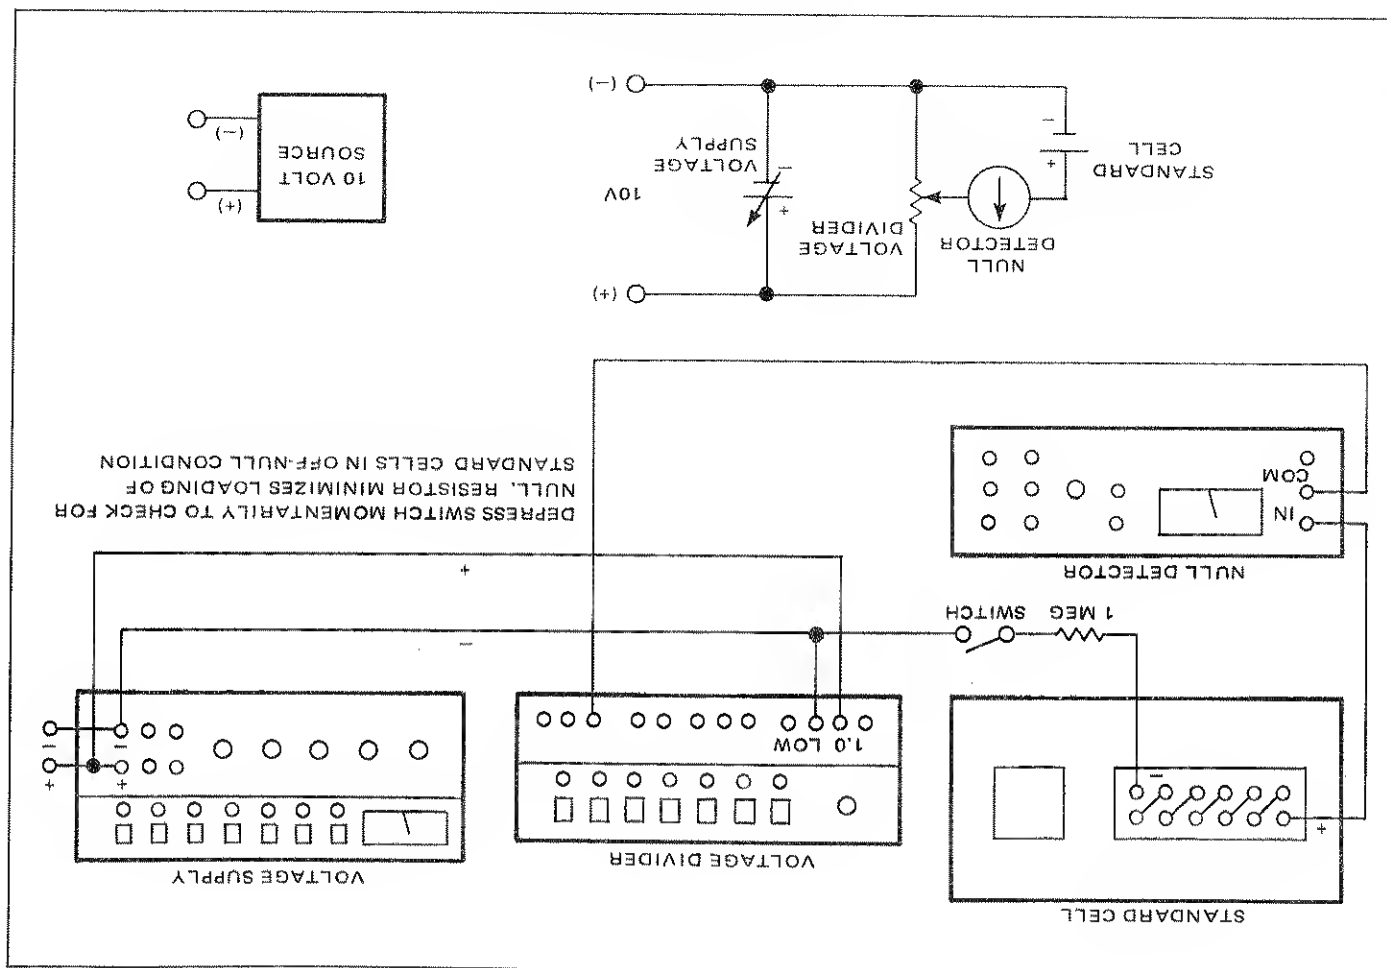 STANDARD CELL
VOLTAGE DIVIDER
VOLTAGE SUPPLY
+
−
1.0 LOW
+
+
−
−
1 MEG
SWITCH
−
+
NULL DETECTOR
IN
COM
DEPRESS SWITCH MOMENTARILY TO CHECK FOR
NULL. RESISTOR MINIMIZES LOADING OF
STANDARD CELLS IN OFF-NULL CONDITION
NULL
DETECTOR
VOLTAGE
DIVIDER
STANDARD
CELL
+
−
(+)
+
−
10V
VOLTAGE
SUPPLY
(−)
10 VOLT
SOURCE
(+)
(−)